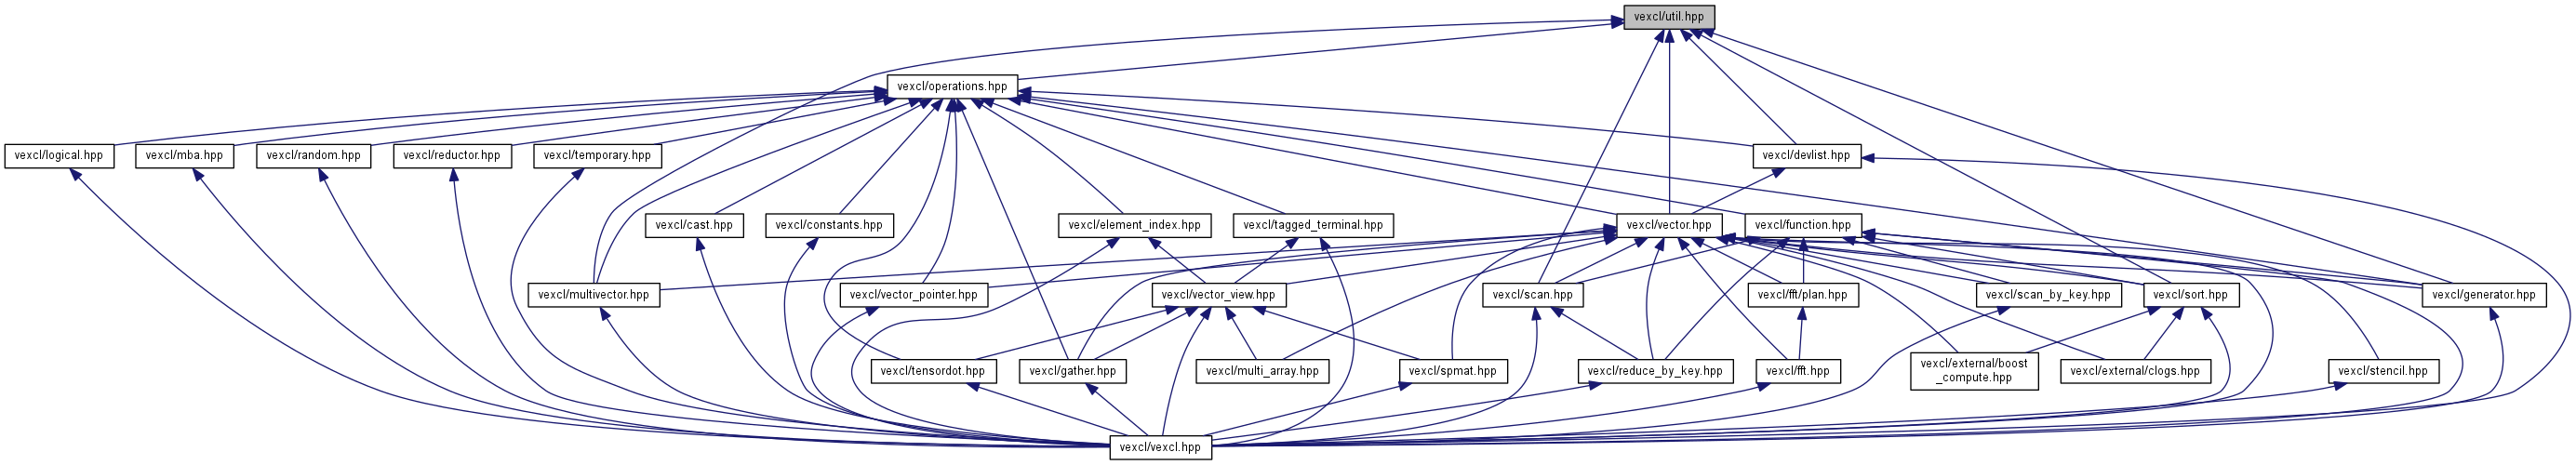 vexcl/util.hpp
vexcl/operations.hpp
vexcl/logical.hpp
vexcl/mba.hpp
vexcl/random.hpp
vexcl/reductor.hpp
vexcl/temporary.hpp
vexcl/devlist.hpp
vexcl/cast.hpp
vexcl/constants.hpp
vexcl/element_index.hpp
vexcl/tagged_terminal.hpp
vexcl/vector.hpp
vexcl/function.hpp
vexcl/multivector.hpp
vexcl/vector_pointer.hpp
vexcl/vector_view.hpp
vexcl/scan.hpp
vexcl/fft/plan.hpp
vexcl/scan_by_key.hpp
vexcl/sort.hpp
vexcl/generator.hpp
vexcl/tensordot.hpp
vexcl/gather.hpp
vexcl/multi_array.hpp
vexcl/spmat.hpp
vexcl/reduce_by_key.hpp
vexcl/fft.hpp
vexcl/external/boost
_compute.hpp
vexcl/external/clogs.hpp
vexcl/stencil.hpp
vexcl/vexcl.hpp